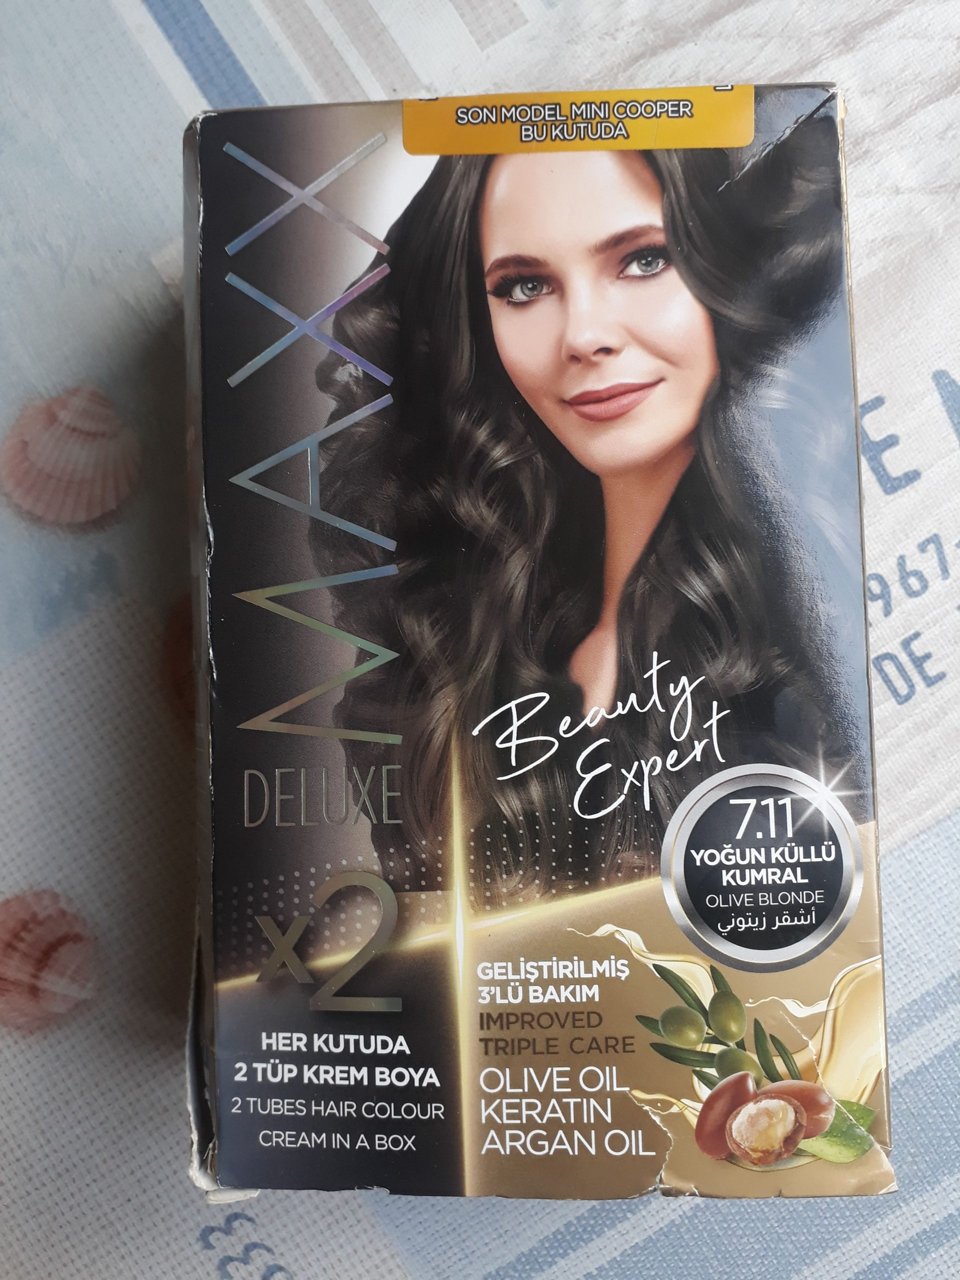 SON MODEL MINI COOPER
BU KUTUDA
MAXX
DELUXE
Beauty
Expert
7.11
YOĞUN KÜLLÜ
KUMRAL
OLIVE BLONDE
أشقر زيتوني
x2
HER KUTUDA
2 TÜP KREM BOYA
2 TUBES HAIR COLOUR
CREAM IN A BOX
GELİŞTİRİLMİŞ
3'LÜ BAKIM
IMPROVED
TRIPLE CARE
OLIVE OIL
KERATIN
ARGAN OIL
967
DE